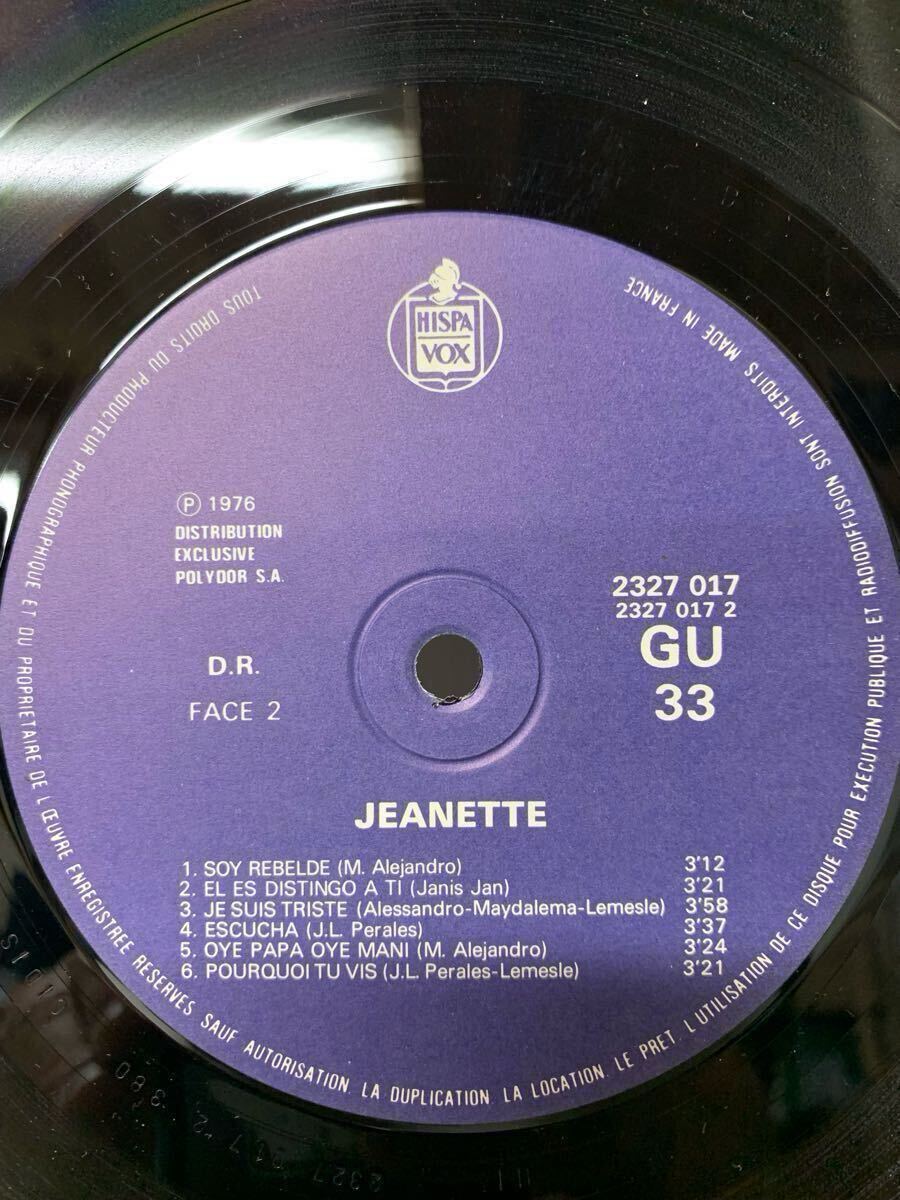 HISPA
VOX
TOUS DROITS DU PRODUCTEUR PHONOGRAPHIQUE ET DU PROPRIETAIRE DE L'ŒUVRE ENREGISTREE RESERVES SAUF AUTORISATION. LA DUPLICATION. LA LOCATION. LE PRET. L'UTILISATION DE CE DISQUE POUR EXECUTION PUBLIQUE ET RADIODIFFUSION SONT INTERDITS MADE IN FRANCE
Ⓟ 1976
DISTRIBUTION
EXCLUSIVE
POLYDOR S.A.
2327 017
2327 017 2
GU
33
D.R.
FACE 2
JEANETTE
1. SOY REBELDE (M. Alejandro) 3'12
2. EL ES DISTINGO A TI (Janis Jan) 3'21
3. JE SUIS TRISTE (Alessandro-Maydalema-Lemesle) 3'58
4. ESCUCHA (J.L. Perales) 3'37
5. OYE PAPA OYE MANI (M. Alejandro) 3'24
6. POURQUOI TU VIS (J.L. Perales-Lemesle) 3'21